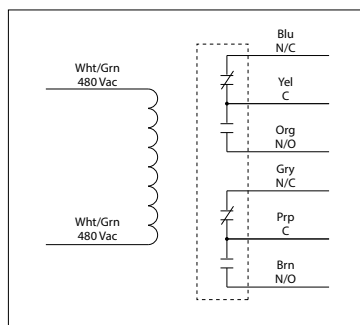 Wht/Grn
480 Vac
Wht/Grn
480 Vac
Blu
N/C
Yel
C
Org
N/O
Gry
N/C
Prp
C
Brn
N/O